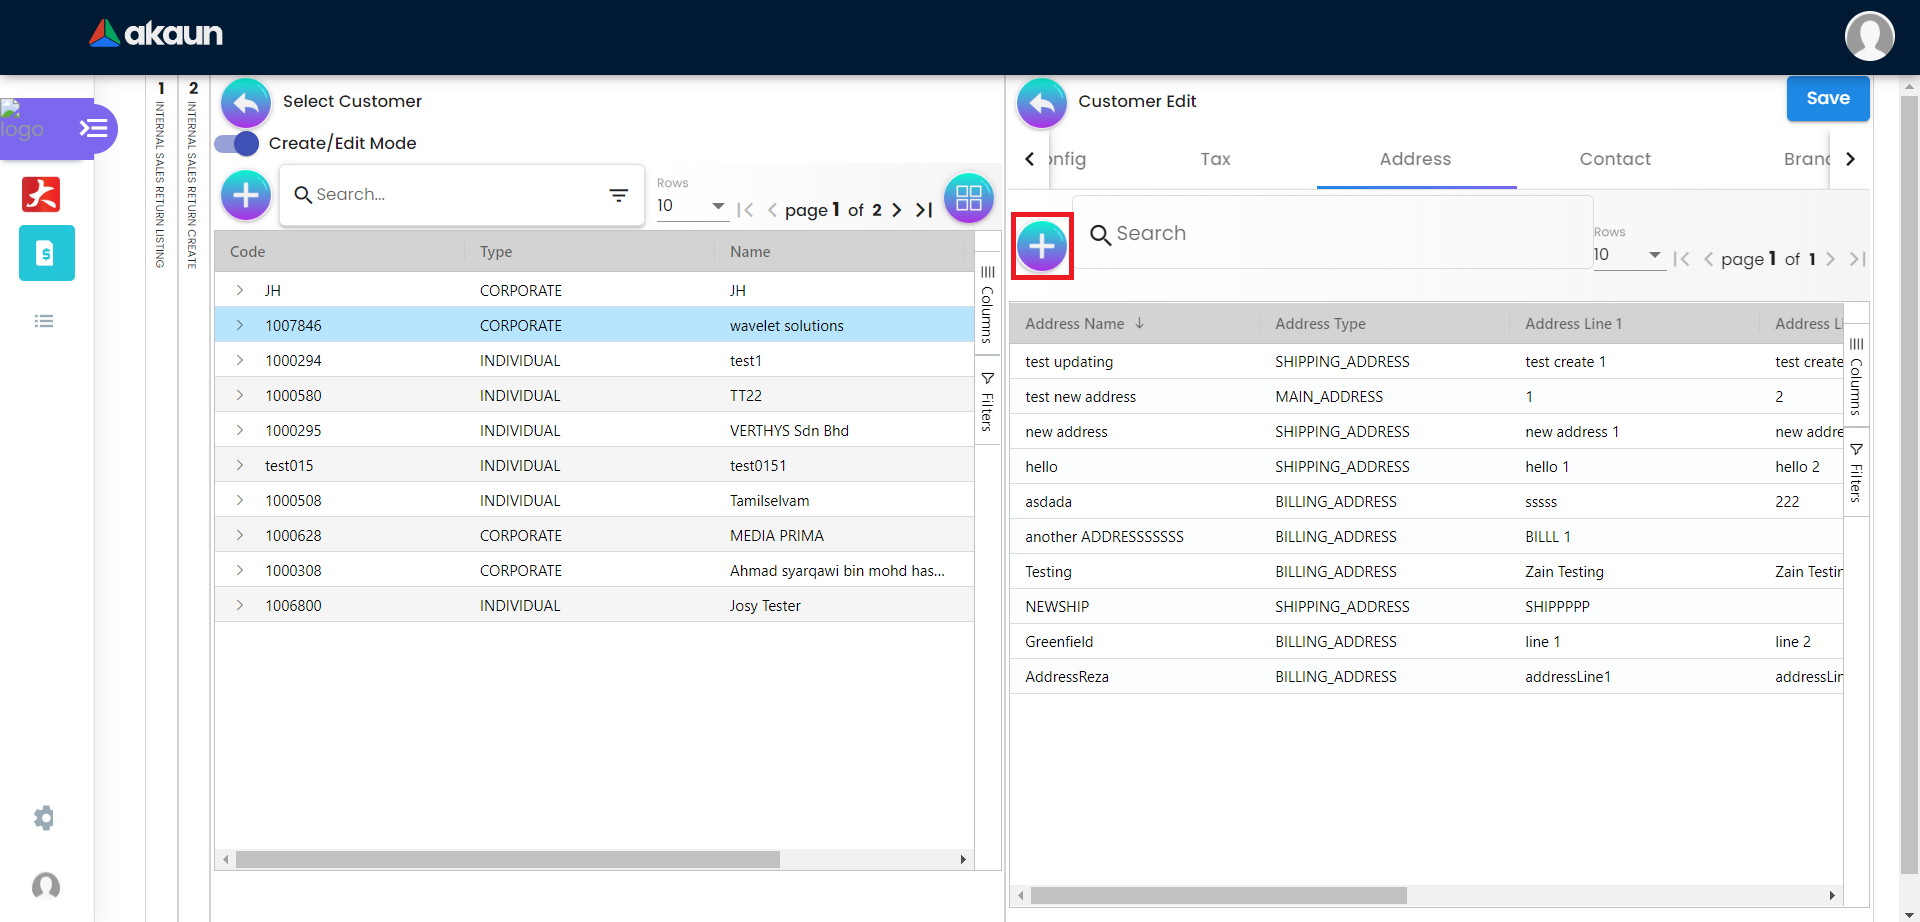 akaun
logo
1 INTERNAL SALES RETURN LISTING
2 INTERNAL SALES RETURN CREATE
Select Customer
Create/Edit Mode
Search...
Rows
10
page 1 of 2
Code Type Name
JH CORPORATE JH
1007846 CORPORATE wavelet solutions
1000294 INDIVIDUAL test1
1000580 INDIVIDUAL TT22
1000295 INDIVIDUAL VERTHYS Sdn Bhd
test015 INDIVIDUAL test0151
1000508 INDIVIDUAL Tamilselvam
1000628 CORPORATE MEDIA PRIMA
1000308 CORPORATE Ahmad syarqawi bin mohd has...
1006800 INDIVIDUAL Josy Tester
Columns
Filters
Customer Edit
Save
onfig Tax Address Contact Branc
Search
Rows
10
page 1 of 1
Address Name Address Type Address Line 1 Address Li
test updating SHIPPING_ADDRESS test create 1 test create
test new address MAIN_ADDRESS 1 2
new address SHIPPING_ADDRESS new address 1 new addre
hello SHIPPING_ADDRESS hello 1 hello 2
asdada BILLING_ADDRESS sssss 222
another ADDRESSSSSSS BILLING_ADDRESS BILLL 1
Testing BILLING_ADDRESS Zain Testing Zain Testin
NEWSHIP SHIPPING_ADDRESS SHIPPPPP
Greenfield BILLING_ADDRESS line 1 line 2
AddressReza BILLING_ADDRESS addressLine1 addressLin
Columns
Filters